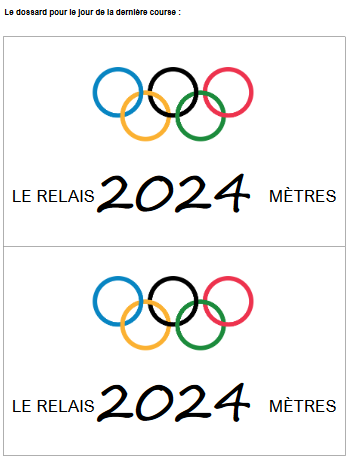 Le dossard pour le jour de la dernière course :
LE RELAIS 2024 MÈTRES
LE RELAIS 2024 MÈTRES